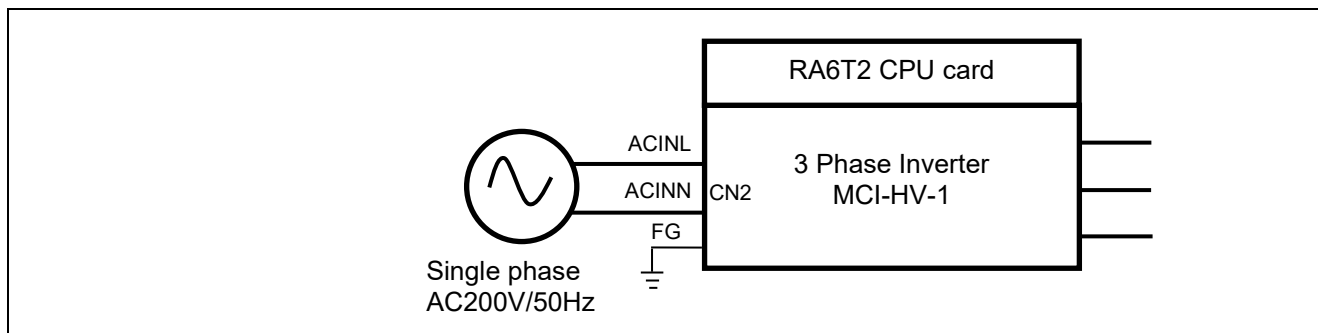 RA6T2 CPU card
ACINL
3 Phase Inverter
ACINN
CN2
MCI-HV-1
FG
Single phase
AC200V/50Hz